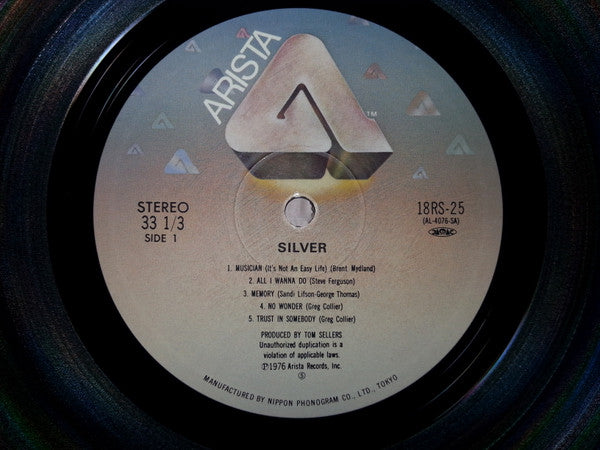 ARISTA
TM
STEREO
33 1/3
SIDE 1
18RS-25
(AL-4076-SA)
SILVER
1. MUSICIAN (It's Not An Easy Life) (Brent Mydland)
2. ALL I WANNA DO (Steve Ferguson)
3. MEMORY (Sandi Lifson-George Thomas)
4. NO WONDER (Greg Collier)
5. TRUST IN SOMEBODY (Greg Collier)
PRODUCED BY TOM SELLERS
Unauthorized duplication is a
violation of applicable laws.
Ⓟ1976 Arista Records, Inc.
Ⓢ
MANUFACTURED BY NIPPON PHONOGRAM CO., LTD., TOKYO